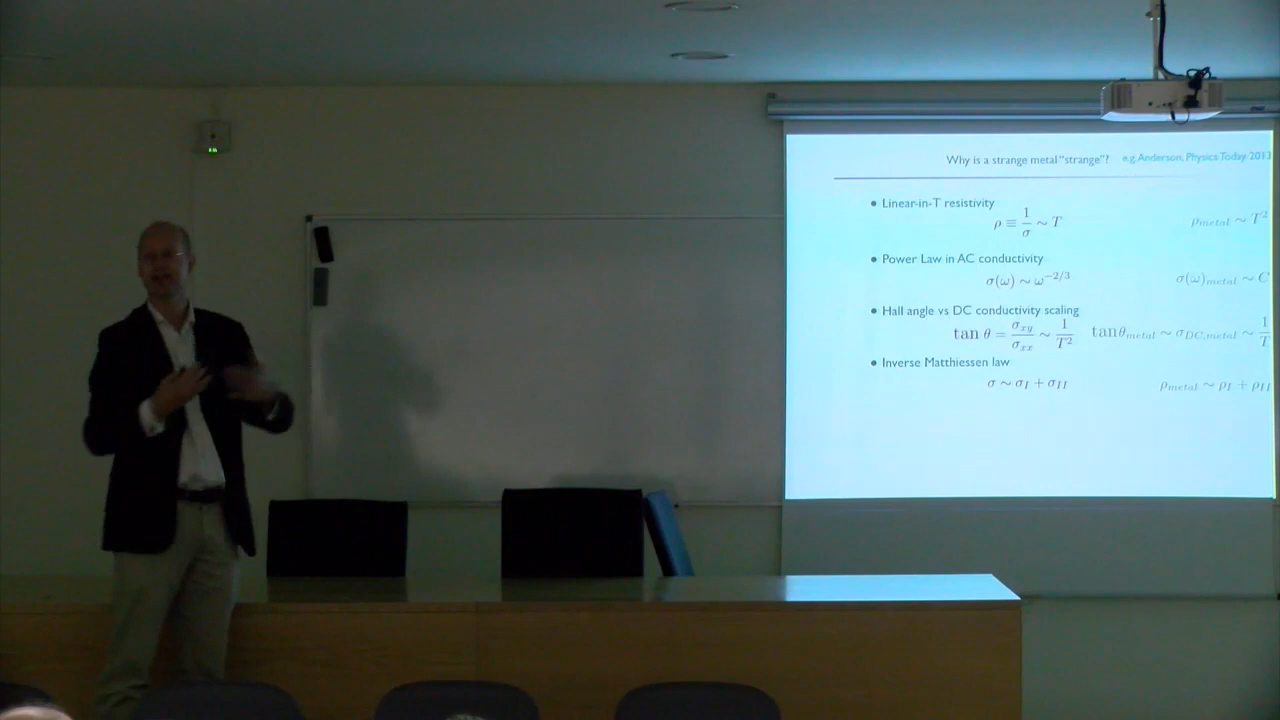 Why is a strange metal "strange"? e.g. Anderson, Physics Today 2013
• Linear-in-T resistivity
ρ ≡ 1/σ ∼ T ρ_metal ∼ T²
• Power Law in AC conductivity
σ(ω) ∼ ω^−2/3 σ(ω)_metal ∼ C
• Hall angle vs DC conductivity scaling
tan θ = σ_xy/σ_xx ∼ 1/T² tanθ_metal ∼ σ_DC,metal ∼ 1/T
• Inverse Matthiessen law
σ ∼ σ_I + σ_II ρ_metal ∼ ρ_I + ρ_II